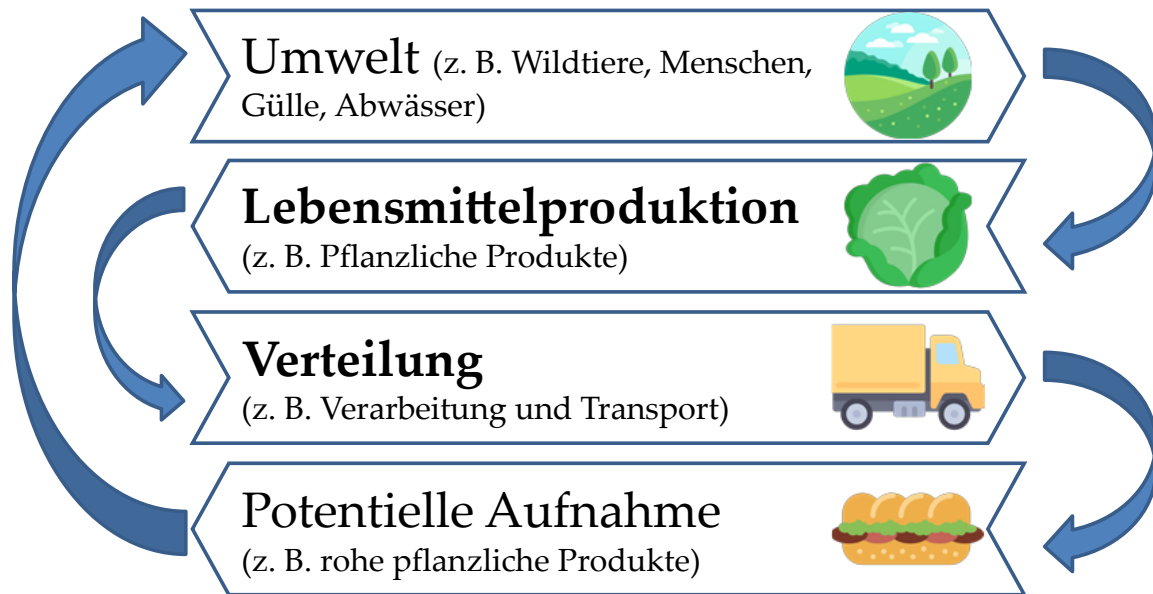 Umwelt (z. B. Wildtiere, Menschen,
Gülle, Abwässer)
Lebensmittelproduktion
(z. B. Pflanzliche Produkte)
Verteilung
(z. B. Verarbeitung und Transport)
Potentielle Aufnahme
(z. B. rohe pflanzliche Produkte)